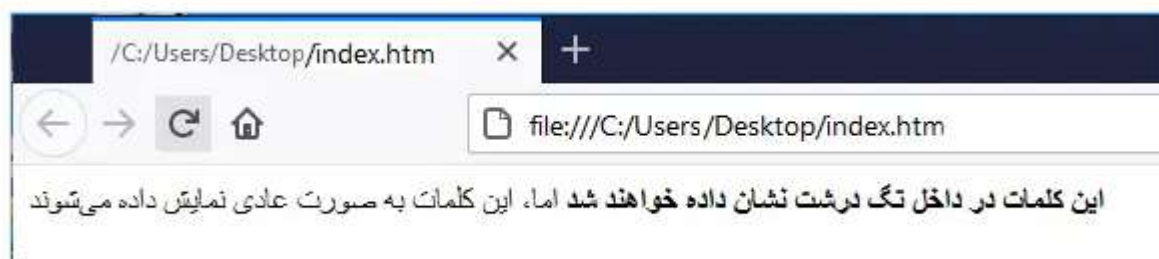 /C:/Users/Desktop/index.htm
file:///C:/Users/Desktop/index.htm
این کلمات در داخل تگ درشت نشان داده خواهند شد اما، این کلمات به صورت عادی نمایش داده می‌شوند